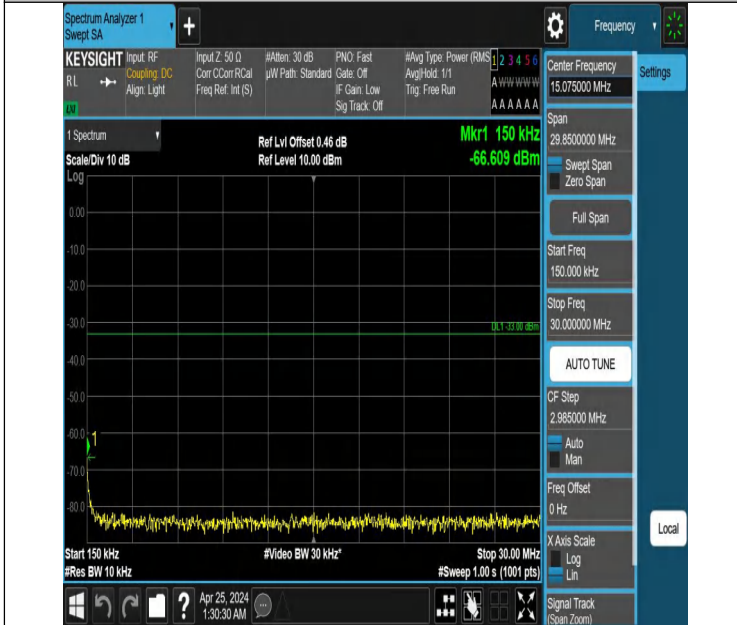 Spectrum Analyzer 1
Swept SA
+
Frequency
KEYSIGHT
RL
Input: RF
Coupling: DC
Align: Light
Input Z: 50 Ω
Corr CCorr RCal
Freq Ref: Int (S)
#Atten: 30 dB
µW Path: Standard
PNO: Fast
Gate: Off
IF Gain: Low
Sig Track: Off
#Avg Type: Power (RMS
Avg|Hold: 1/1
Trig: Free Run
1 2 3 4 5 6
A W W W W W
A A A A A A
1 Spectrum
Scale/Div 10 dB
Log
Ref Lvl Offset 0.46 dB
Ref Level 10.00 dBm
Mkr1 150 kHz
-66.609 dBm
0.00
-10.0
-20.0
-30.0
-40.0
-50.0
-60.0
-70.0
-80.0
DL1 -33.00 dBm
1
Start 150 kHz
#Res BW 10 kHz
#Video BW 30 kHz*
Stop 30.00 MHz
#Sweep 1.00 s (1001 pts)
Center Frequency
15.075000 MHz
Settings
Span
29.8500000 MHz
Swept Span
Zero Span
Full Span
Start Freq
150.000 kHz
Stop Freq
30.000000 MHz
AUTO TUNE
CF Step
2.985000 MHz
Auto
Man
Freq Offset
0 Hz
X Axis Scale
Log
Lin
Local
Signal Track
(Span Zoom)
?
Apr 25, 2024
1:30:30 AM